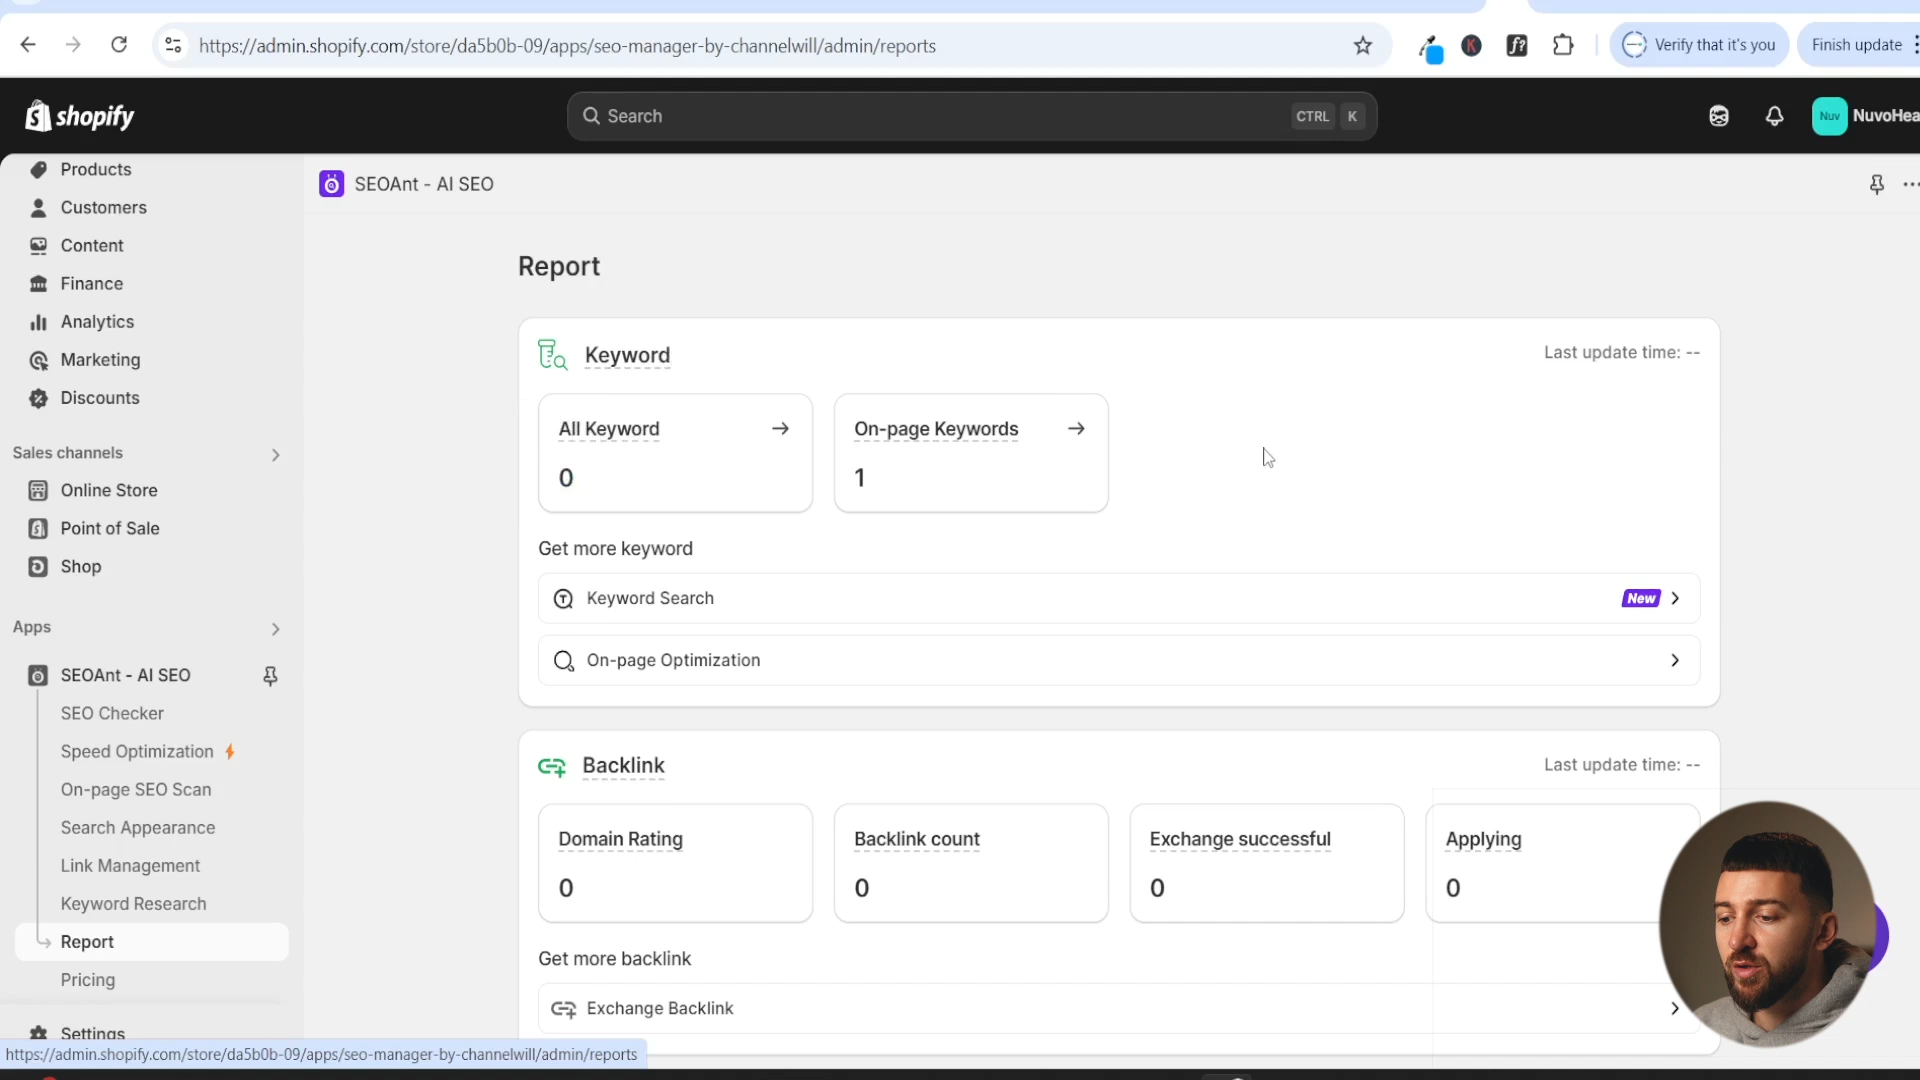 https://admin.shopify.com/store/da5b0b-09/apps/seo-manager-by-channelwill/admin/reports
Verify that it's you
Finish update
shopify
Search
CTRL K
Nuv
NuvoHea
Products
Customers
Content
Finance
Analytics
Marketing
Discounts
Sales channels
Online Store
Point of Sale
Shop
Apps
SEOAnt - AI SEO
SEO Checker
Speed Optimization
On-page SEO Scan
Search Appearance
Link Management
Keyword Research
Report
Pricing
Settings
https://admin.shopify.com/store/da5b0b-09/apps/seo-manager-by-channelwill/admin/reports
SEOAnt - AI SEO
Report
Keyword
Last update time: --
All Keyword
0
On-page Keywords
1
Get more keyword
Keyword Search
New
On-page Optimization
Backlink
Last update time: --
Domain Rating
0
Backlink count
0
Exchange successful
0
Applying
0
Get more backlink
Exchange Backlink